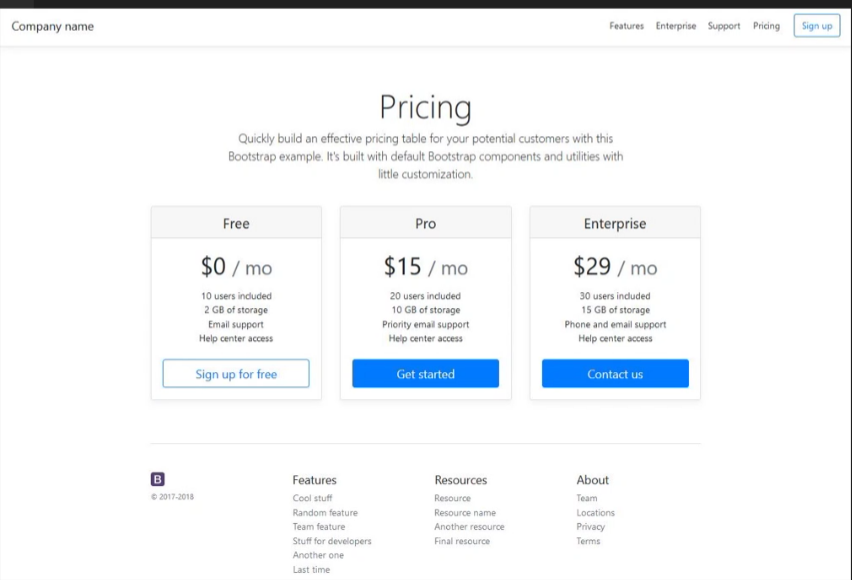 Company name
Features Enterprise Support Pricing Sign up
Pricing
Quickly build an effective pricing table for your potential customers with this
Bootstrap example. It's built with default Bootstrap components and utilities with
little customization.
Free
$0 / mo
10 users included
2 GB of storage
Email support
Help center access
Sign up for free
Pro
$15 / mo
20 users included
10 GB of storage
Priority email support
Help center access
Get started
Enterprise
$29 / mo
30 users included
15 GB of storage
Phone and email support
Help center access
Contact us
B
© 2017-2018
Features
Cool stuff
Random feature
Team feature
Stuff for developers
Another one
Last time
Resources
Resource
Resource name
Another resource
Final resource
About
Team
Locations
Privacy
Terms